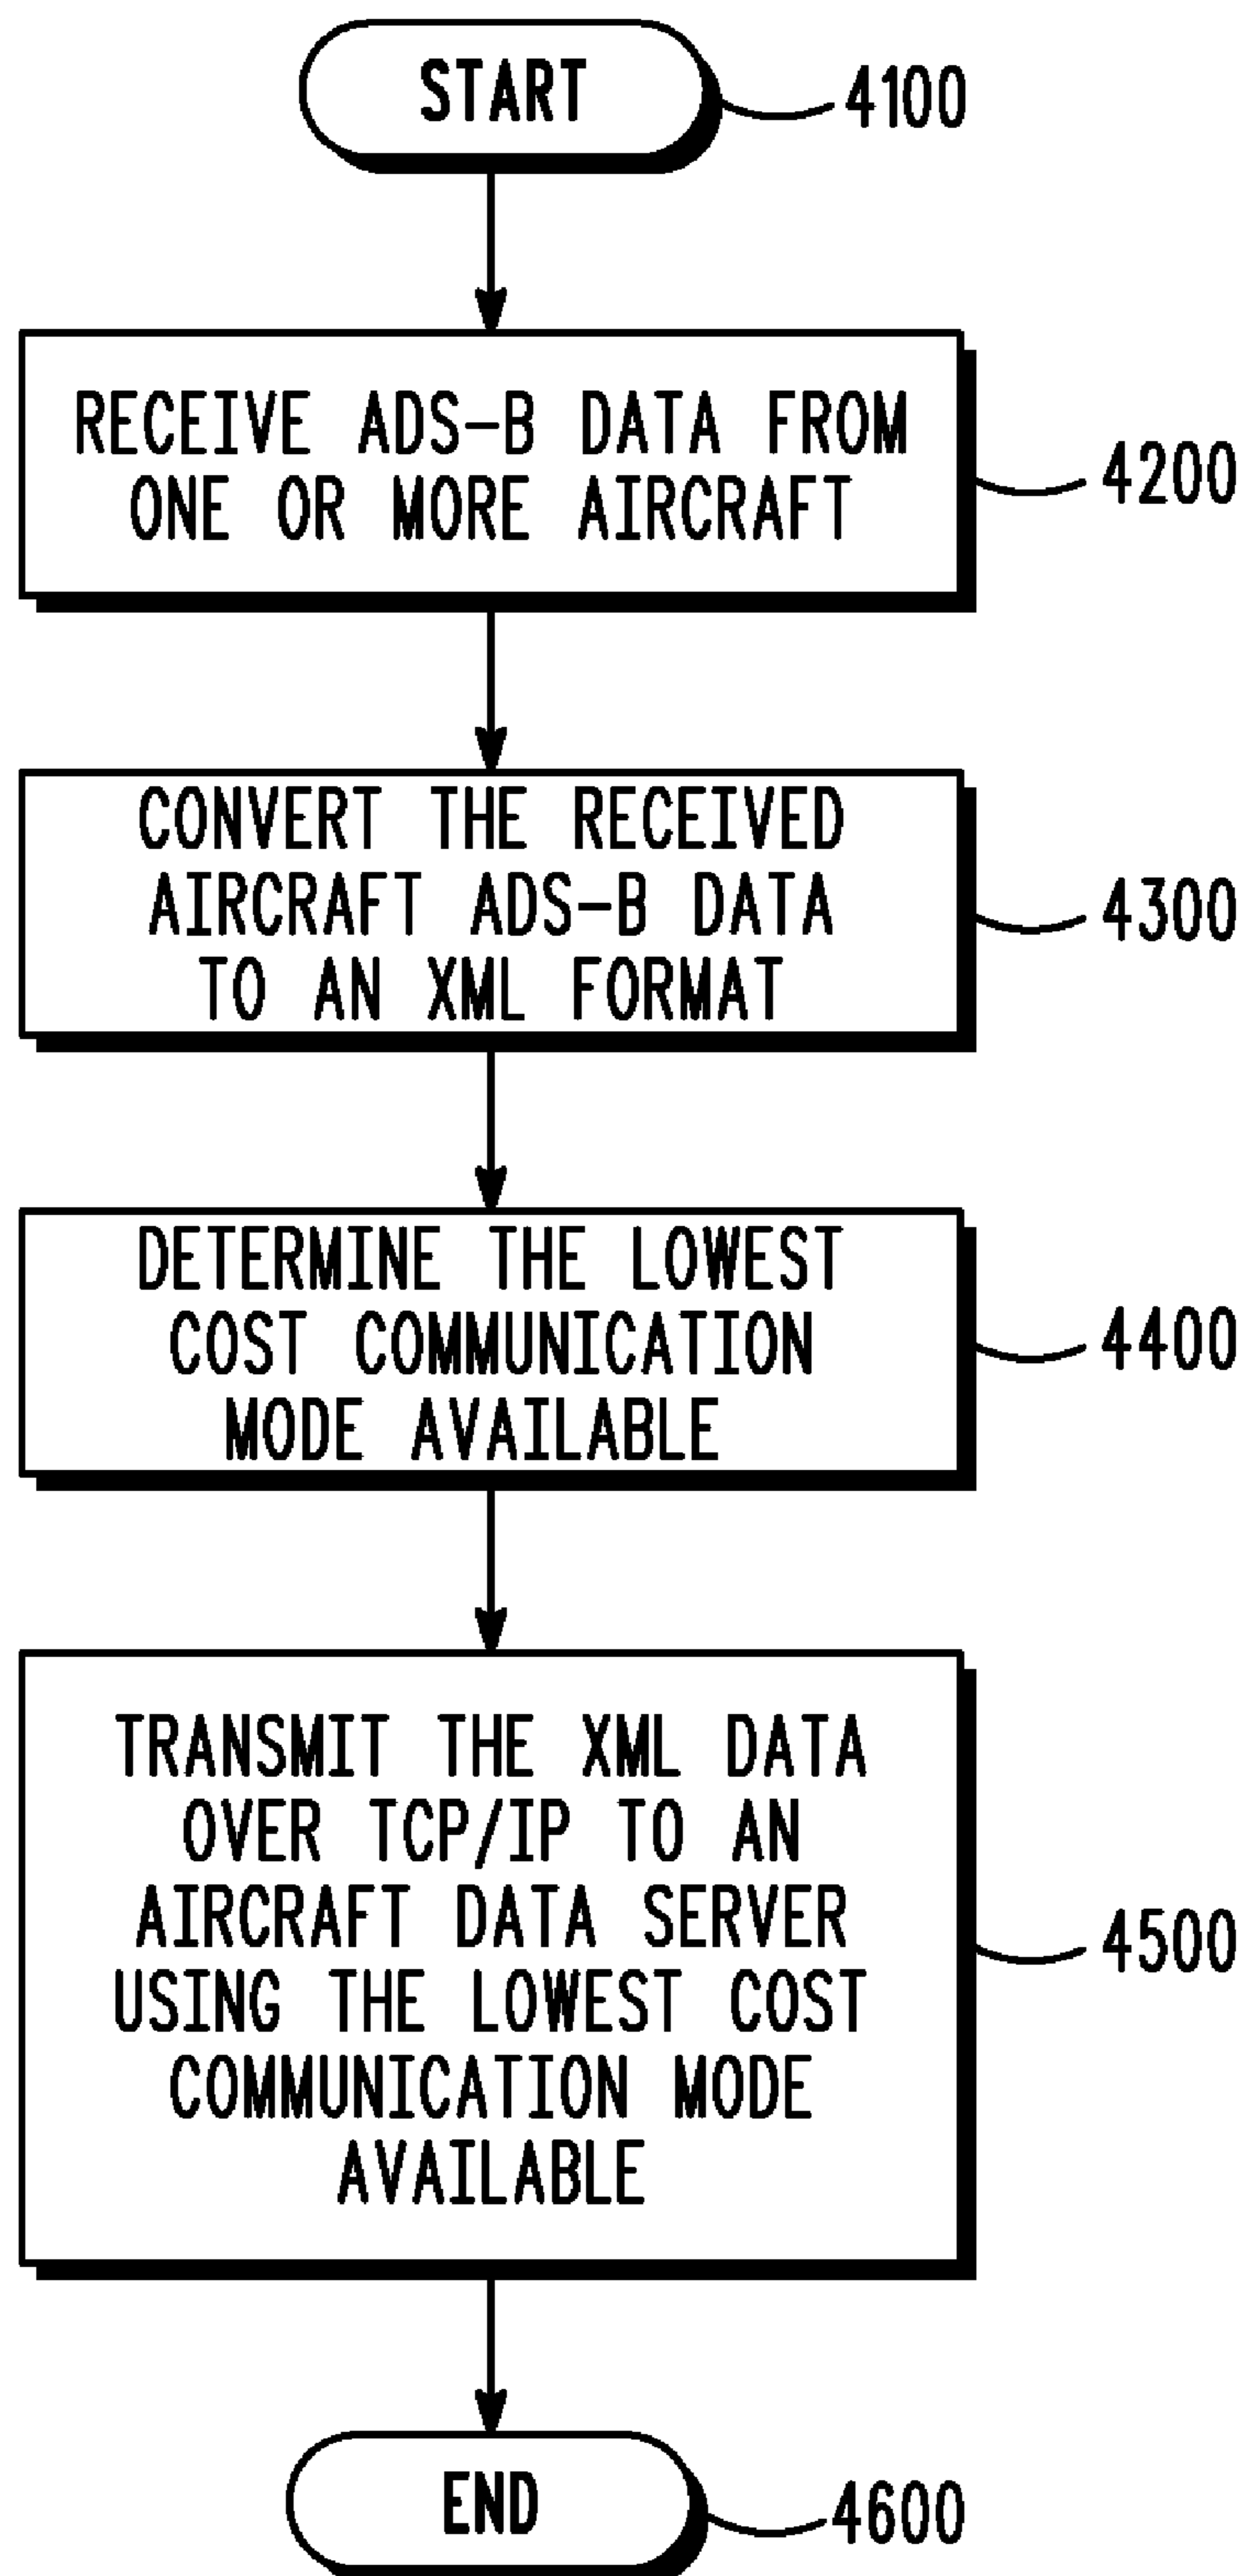 START
4100
RECEIVE ADS-B DATA FROM
ONE OR MORE AIRCRAFT
4200
CONVERT THE RECEIVED
AIRCRAFT ADS-B DATA
TO AN XML FORMAT
4300
DETERMINE THE LOWEST
COST COMMUNICATION
MODE AVAILABLE
4400
TRANSMIT THE XML DATA
OVER TCP/IP TO AN
AIRCRAFT DATA SERVER
USING THE LOWEST COST
COMMUNICATION MODE
AVAILABLE
4500
END
4600